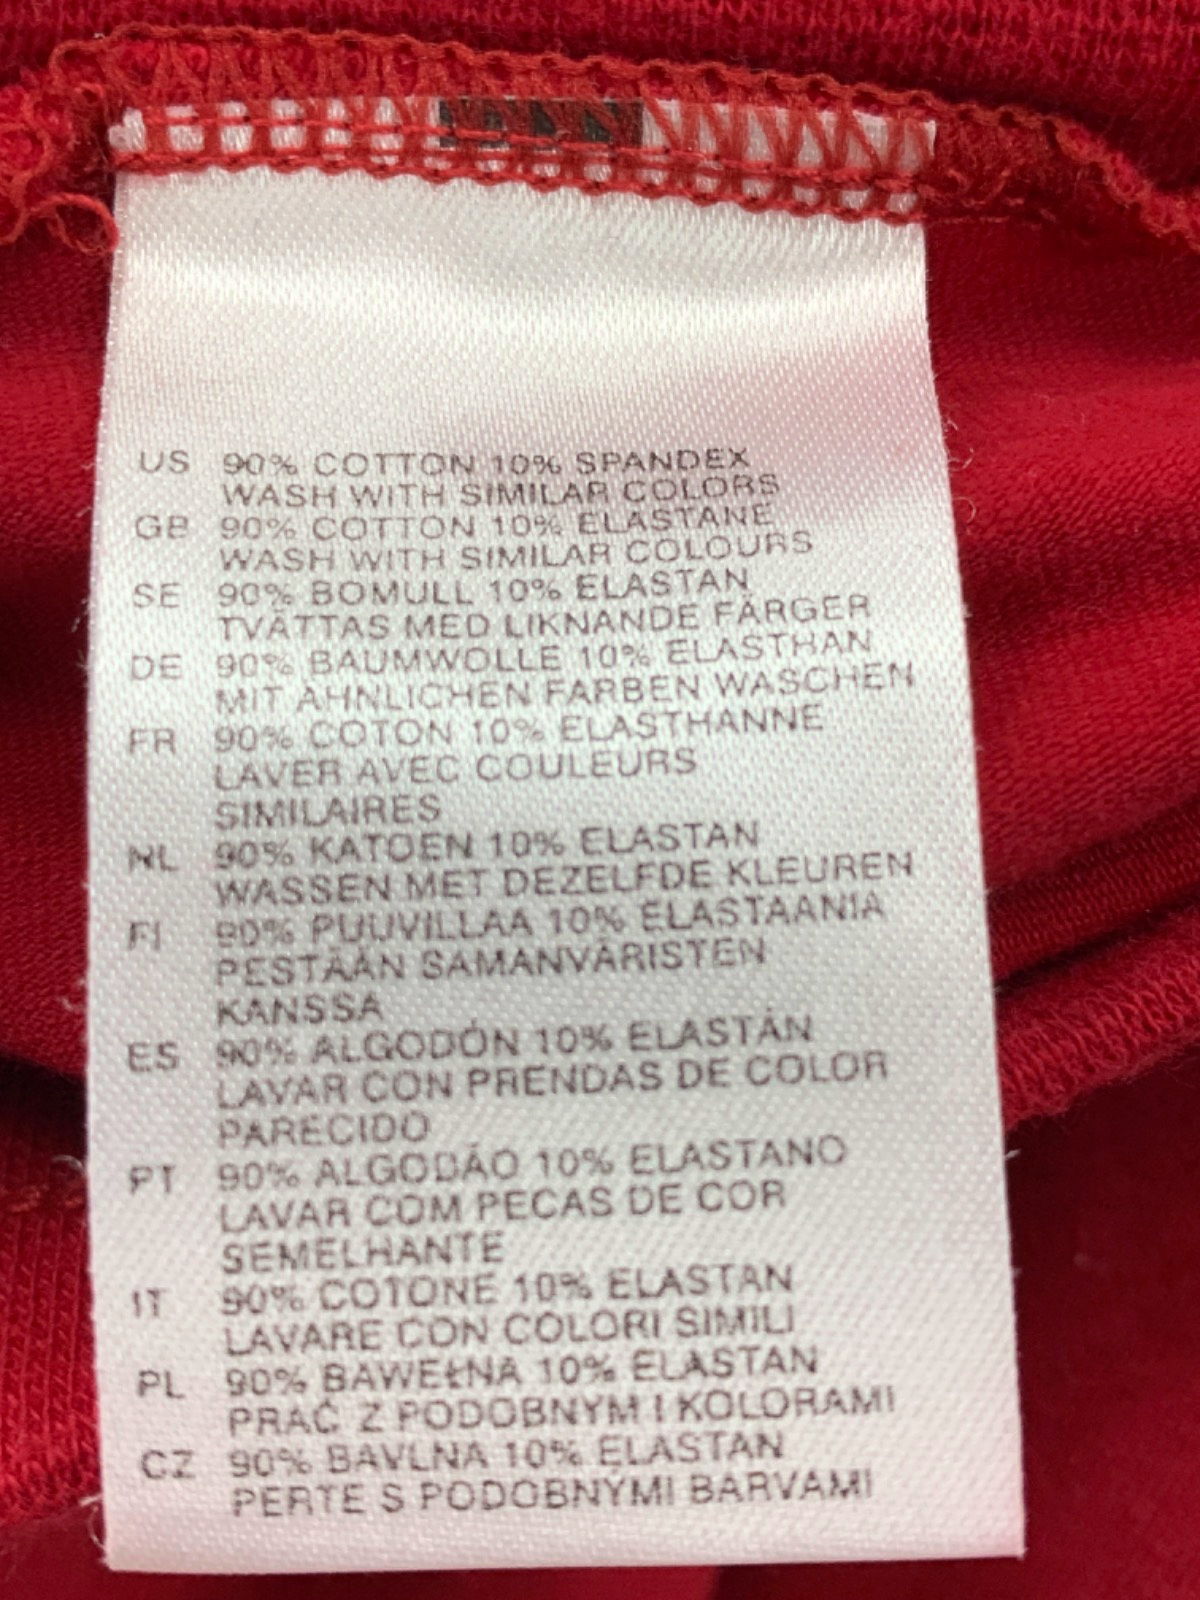 US 90% COTTON 10% SPANDEX
WASH WITH SIMILAR COLORS
GB 90% COTTON 10% ELASTANE
WASH WITH SIMILAR COLOURS
SE 90% BOMULL 10% ELASTAN
TVÄTTAS MED LIKNANDE FÄRGER
DE 90% BAUMWOLLE 10% ELASTHAN
MIT ÄHNLICHEN FARBEN WASCHEN
FR 90% COTON 10% ELASTHANNE
LAVER AVEC COULEURS
SIMILAIRES
NL 90% KATOEN 10% ELASTAN
WASSEN MET DEZELFDE KLEUREN
FI 90% PUUVILLAA 10% ELASTAANIA
PESTÄÄN SAMANVÄRISTEN
KANSSA
ES 90% ALGODÓN 10% ELASTÁN
LAVAR CON PRENDAS DE COLOR
PARECIDO
PT 90% ALGODÃO 10% ELASTANO
LAVAR COM PECAS DE COR
SEMELHANTE
IT 90% COTONE 10% ELASTAN
LAVARE CON COLORI SIMILI
PL 90% BAWEŁNA 10% ELASTAN
PRAĆ Z PODOBNYM I KOLORAMI
CZ 90% BAVLNA 10% ELASTAN
PERTE S PODOBNÝMI BARVAMI